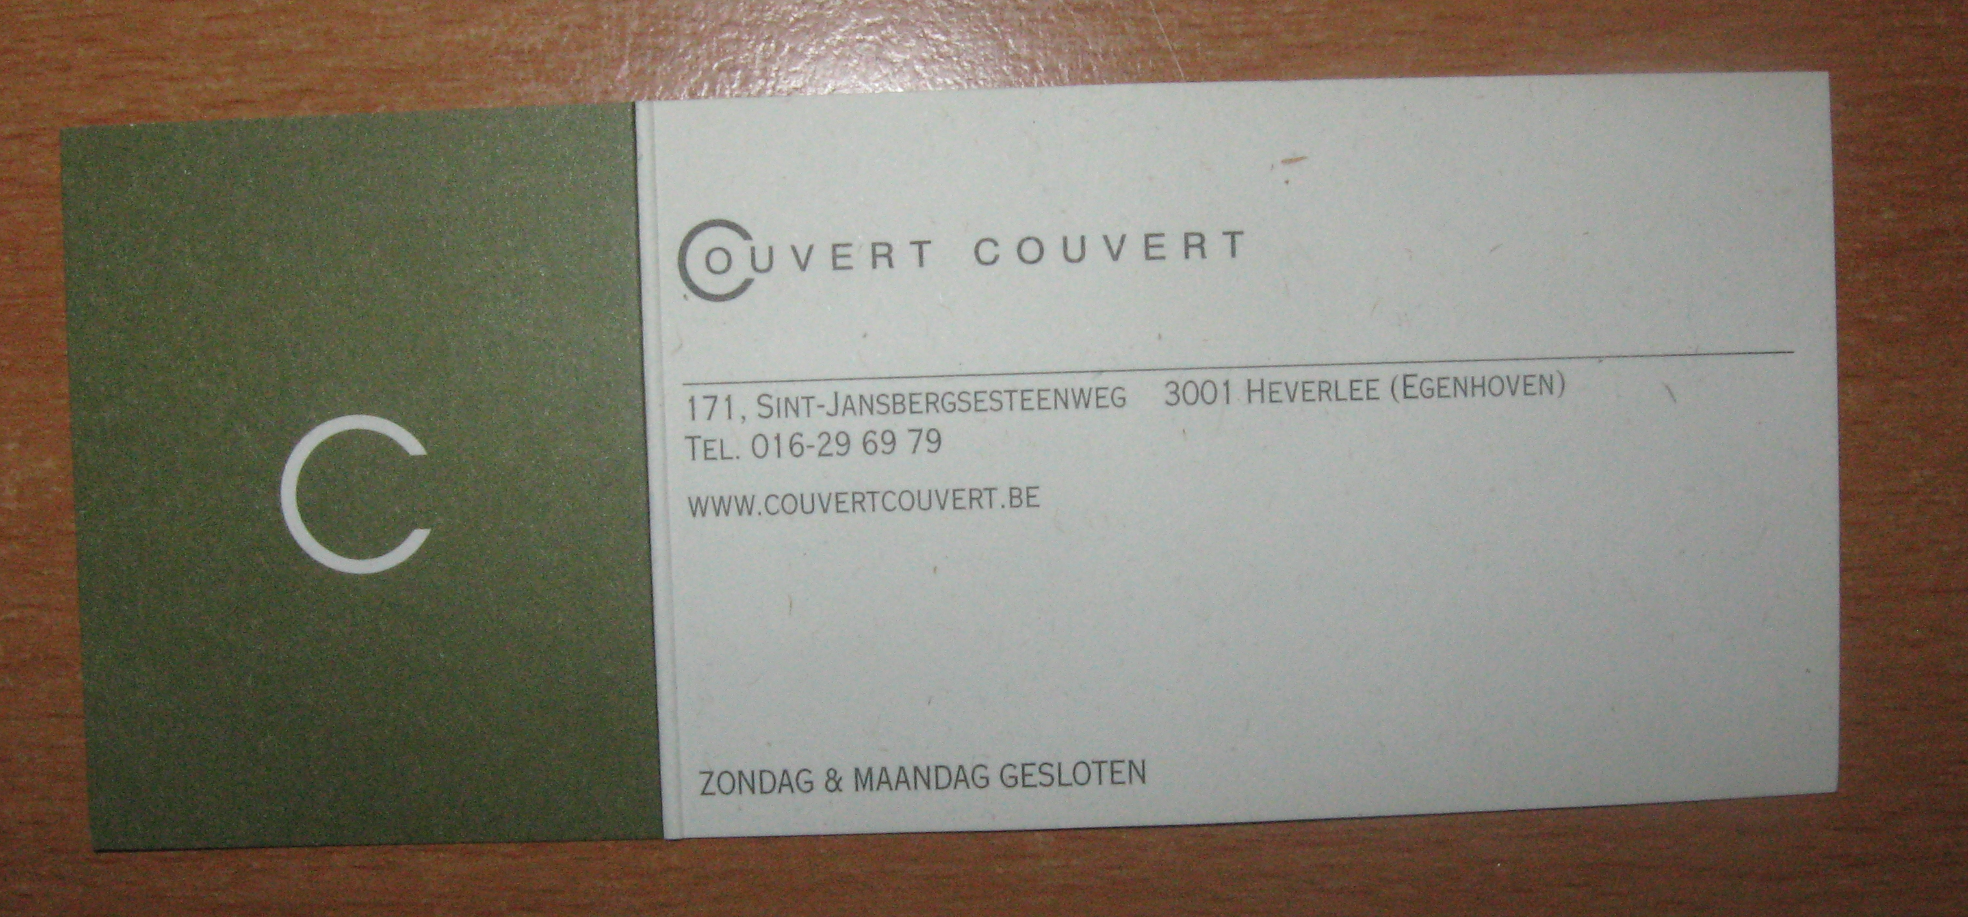 C
COUVERT COUVERT
171, SINT-JANSBERGSESTEENWEG 3001 HEVERLEE (EGENHOVEN)
TEL. 016-29 69 79
WWW.COUVERTCOUVERT.BE
ZONDAG & MAANDAG GESLOTEN